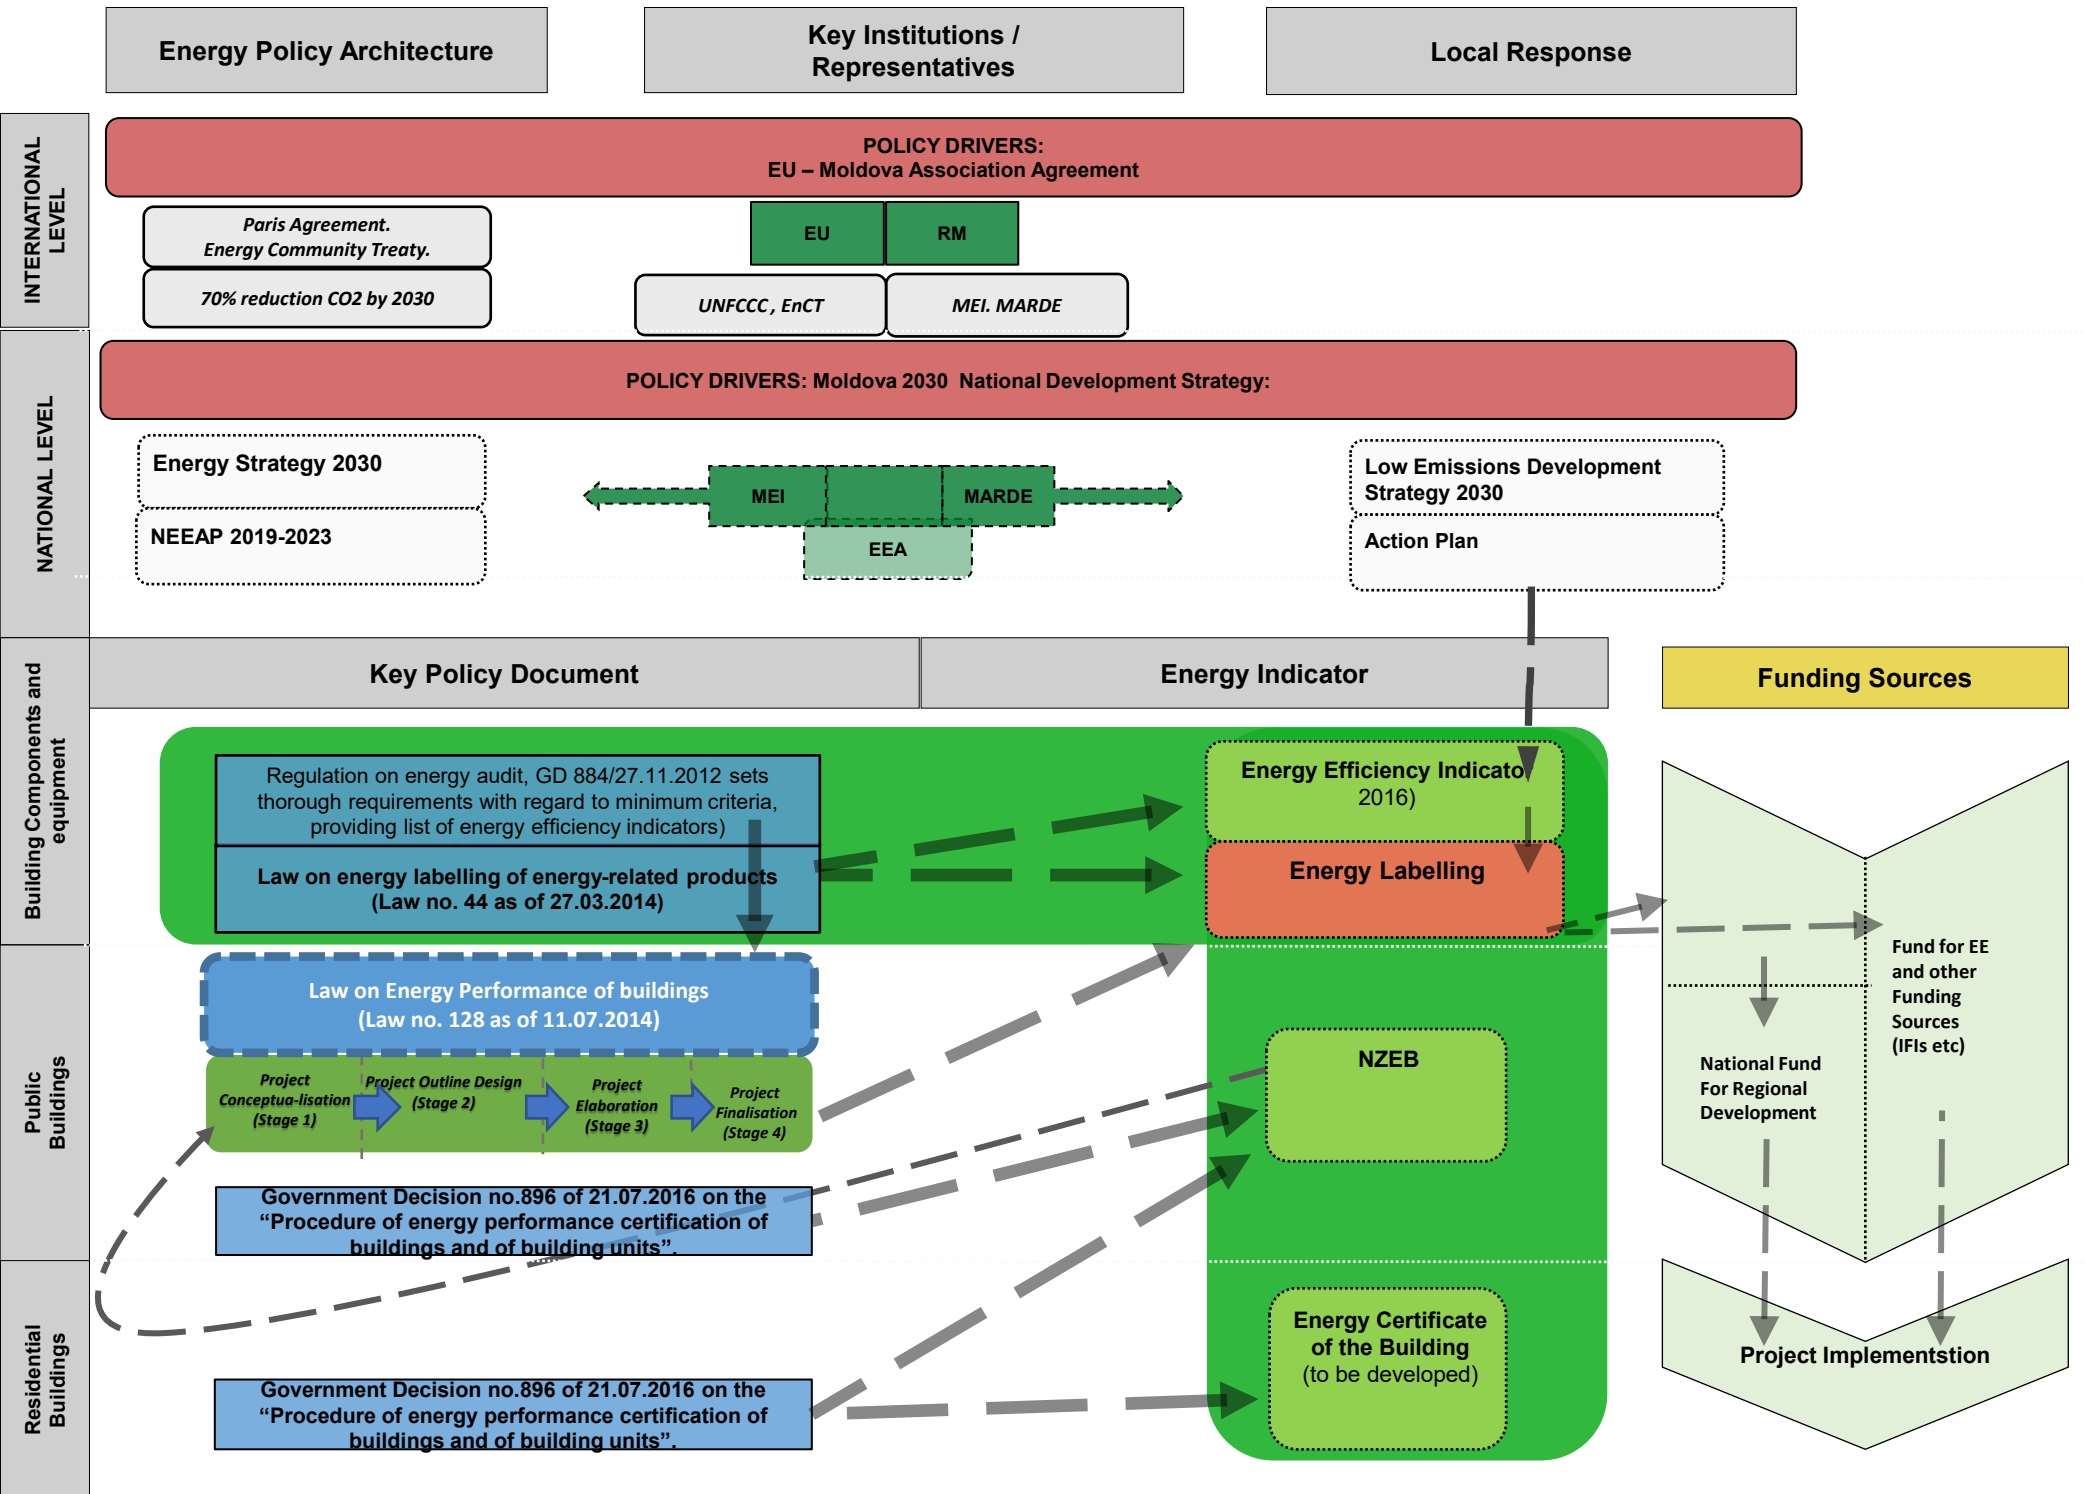 Energy Policy Architecture
Key Institutions /
Representatives
Local Response
INTERNATIONAL
LEVEL
POLICY DRIVERS:
EU – Moldova Association Agreement
Paris Agreement.
Energy Community Treaty.
70% reduction CO2 by 2030
EU
RM
UNFCCC , EnCT
MEI. MARDE
NATIONAL LEVEL
POLICY DRIVERS: Moldova 2030 National Development Strategy:
Energy Strategy 2030
NEEAP 2019-2023
MEI
MARDE
EEA
Low Emissions Development
Strategy 2030
Action Plan
Building Components and
equipment
Key Policy Document
Energy Indicator
Funding Sources
Regulation on energy audit, GD 884/27.11.2012 sets
thorough requirements with regard to minimum criteria,
providing list of energy efficiency indicators)
Law on energy labelling of energy-related products
(Law no. 44 as of 27.03.2014)
Energy Efficiency Indicator
2016)
Energy Labelling
Public
Buildings
Law on Energy Performance of buildings
(Law no. 128 as of 11.07.2014)
Project
Conceptua-lisation
(Stage 1)
Project Outline Design
(Stage 2)
Project
Elaboration
(Stage 3)
Project
Finalisation
(Stage 4)
Government Decision no.896 of 21.07.2016 on the
“Procedure of energy performance certification of
buildings and of building units”.
NZEB
National Fund
For Regional
Development
Fund for EE
and other
Funding
Sources
(IFIs etc)
Residential
Buildings
Government Decision no.896 of 21.07.2016 on the
“Procedure of energy performance certification of
buildings and of building units”.
Energy Certificate
of the Building
(to be developed)
Project Implementstion